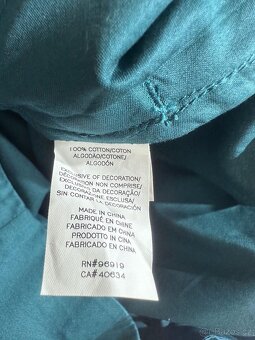 100% COTTON/COTON
ALGODÃO/COTONE/
ALGODÓN
EXCLUSIVE OF DECORATION/
DÉCORATION NON COMPRISE/
EXCLUSION DA DECORAÇÃO/
DECORAZIONE ESCLUSA/
SIN CONTAR LA DECORACIÓN
MADE IN CHINA
FABRIQUÉ EN CHINE
FABRICADO EM CHINA
PRODOTTO IN CINA
FABRICADO EN CHINA
RN#96919
CA#40634